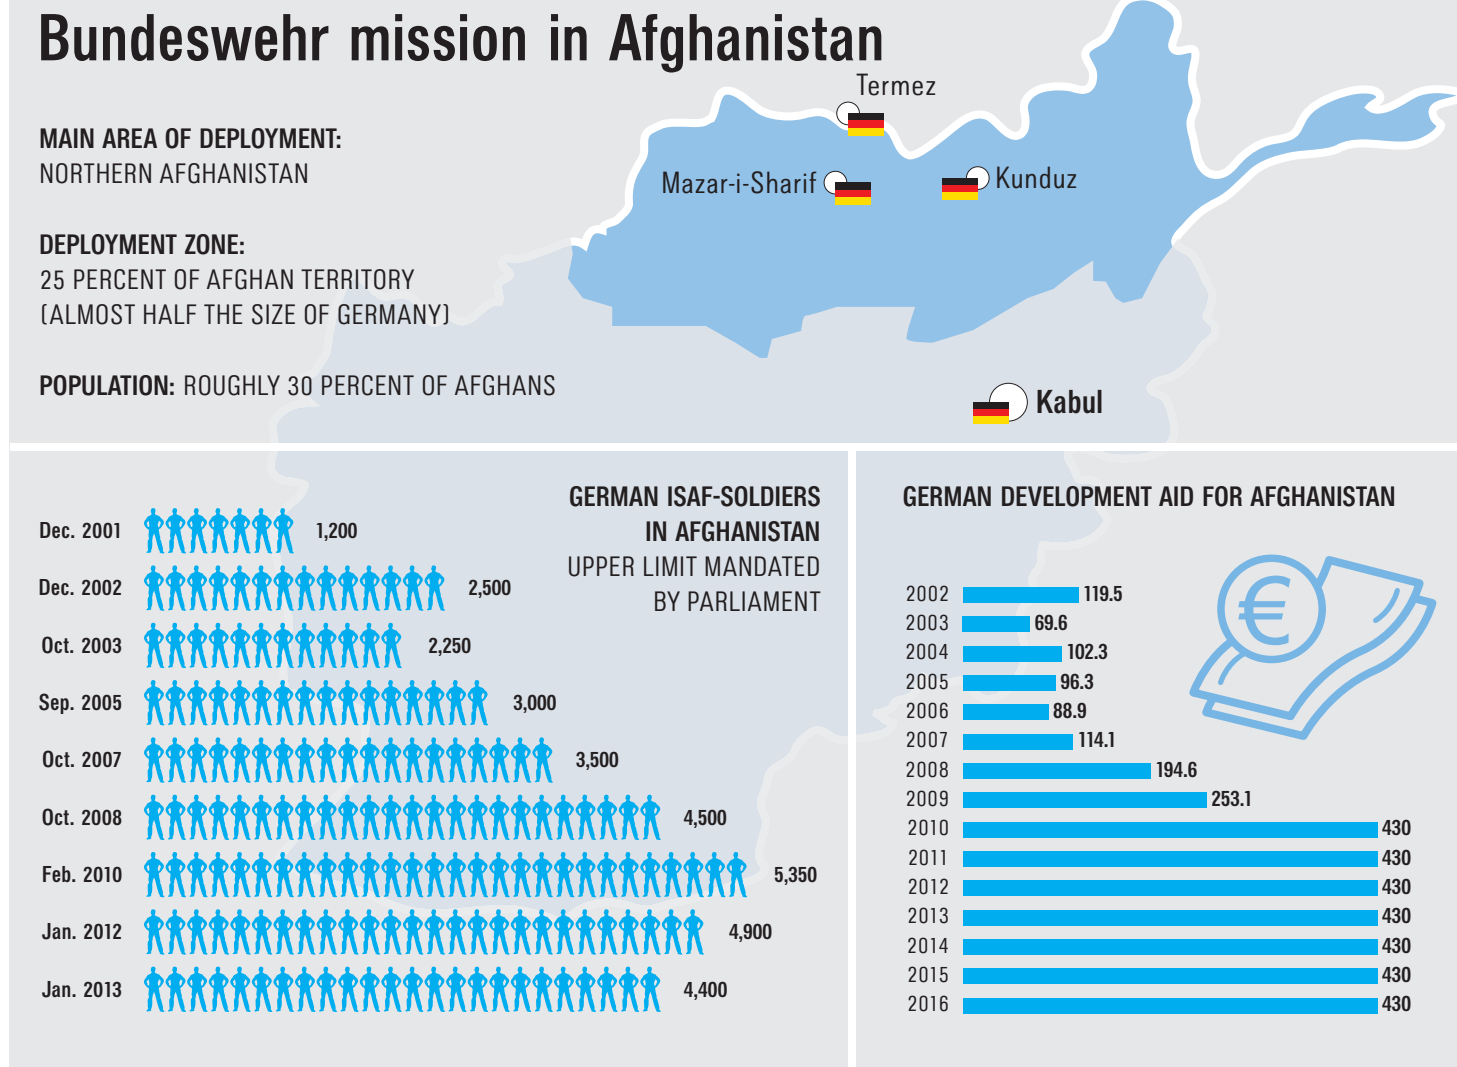 Bundeswehr mission in Afghanistan
MAIN AREA OF DEPLOYMENT:
NORTHERN AFGHANISTAN
DEPLOYMENT ZONE:
25 PERCENT OF AFGHAN TERRITORY
(ALMOST HALF THE SIZE OF GERMANY)
POPULATION: ROUGHLY 30 PERCENT OF AFGHANS
Termez
Mazar-i-Sharif
Kunduz
Kabul
GERMAN ISAF-SOLDIERS
IN AFGHANISTAN
UPPER LIMIT MANDATED
BY PARLIAMENT
Dec. 2001 1,200
Dec. 2002 2,500
Oct. 2003 2,250
Sep. 2005 3,000
Oct. 2007 3,500
Oct. 2008 4,500
Feb. 2010 5,350
Jan. 2012 4,900
Jan. 2013 4,400
GERMAN DEVELOPMENT AID FOR AFGHANISTAN
€
2002 119.5
2003 69.6
2004 102.3
2005 96.3
2006 88.9
2007 114.1
2008 194.6
2009 253.1
2010 430
2011 430
2012 430
2013 430
2014 430
2015 430
2016 430